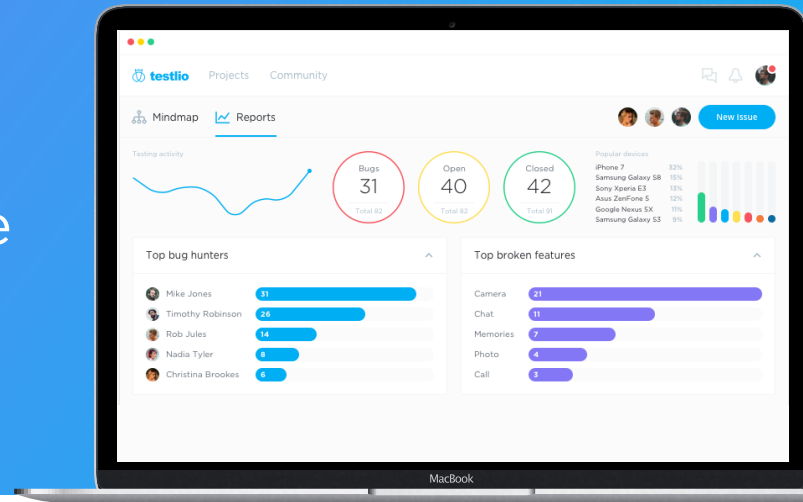 e
testlio
Projects
Community
Mindmap
Reports
New Issue
Testing activity
Bugs
31
Total 82
Open
40
Total 82
Closed
42
Total 91
Popular devices
iPhone 7 32%
Samsung Galaxy S8 15%
Sony Xperia E3 13%
Asus ZenFone 5 12%
Google Nexus 5X 11%
Samsung Galaxy S3 9%
Top bug hunters
Mike Jones 31
Timothy Robinson 26
Rob Jules 14
Nadia Tyler 8
Christina Brookes 6
Top broken features
Camera 21
Chat 11
Memories 7
Photo 4
Call 3
MacBook